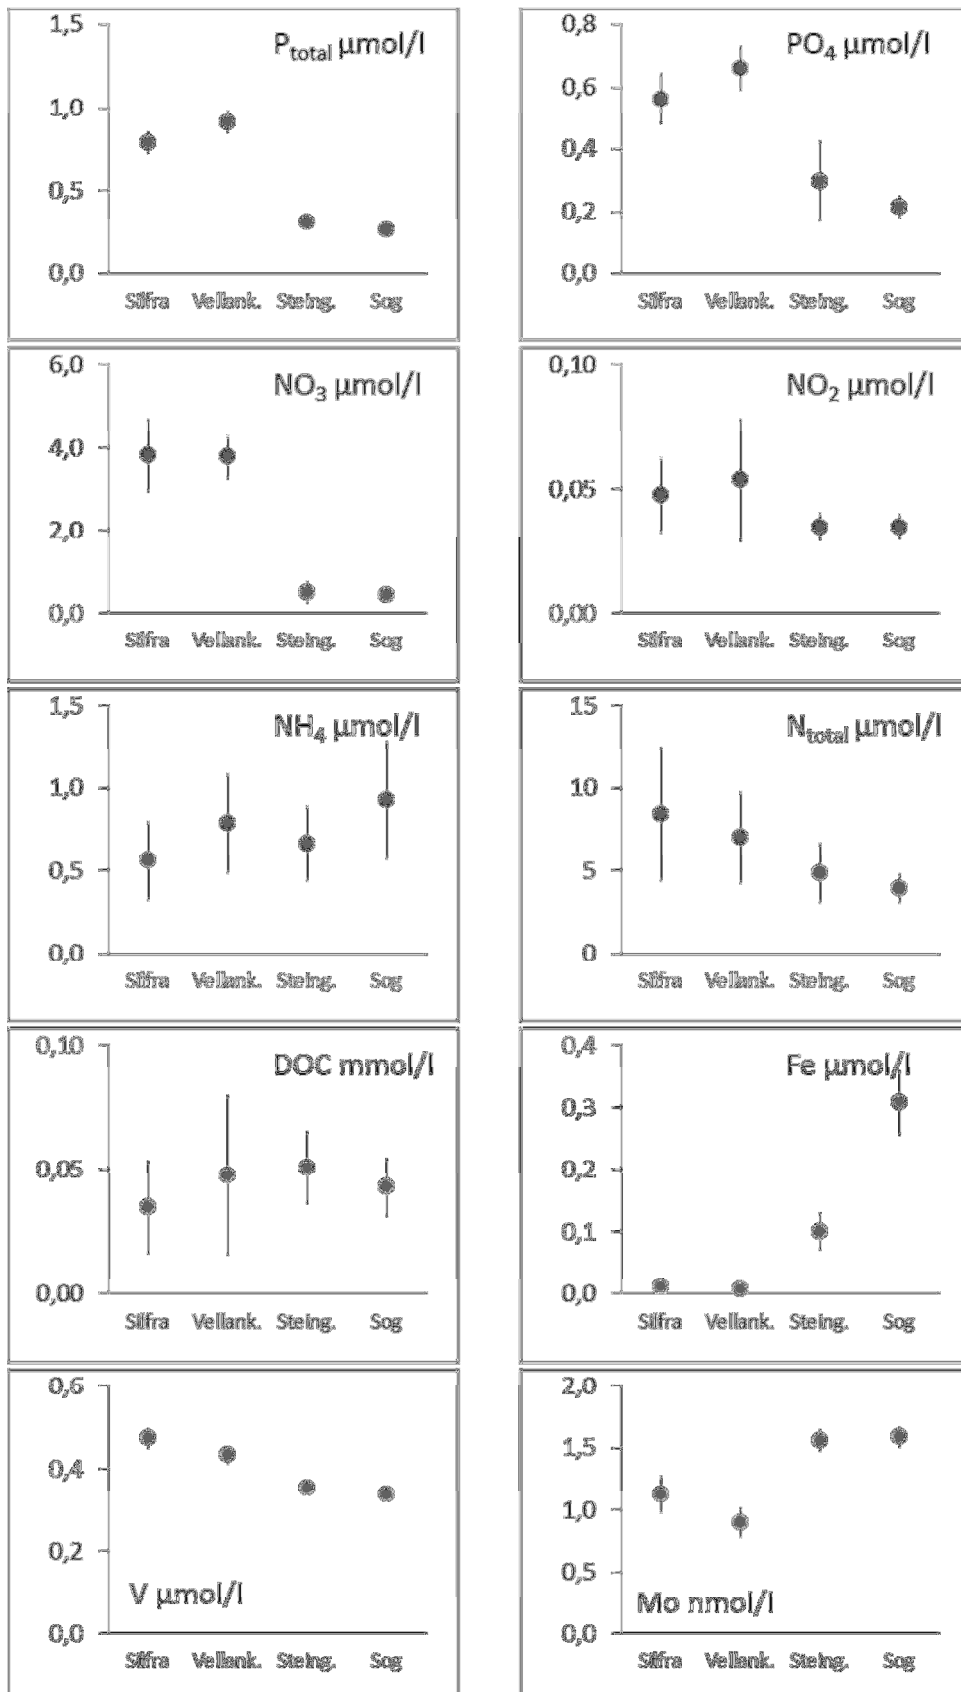 P_total µmol/l
1,5
1,0
0,5
0,0
Silfra Vellank. Steing. Sog
PO₄ µmol/l
0,8
0,6
0,4
0,2
0,0
Silfra Vellank. Steing. Sog
NO₃ µmol/l
6,0
4,0
2,0
0,0
Silfra Vellank. Steing. Sog
NO₂ µmol/l
0,10
0,05
0,00
Silfra Vellank. Steing. Sog
NH₄ µmol/l
1,5
1,0
0,5
0,0
Silfra Vellank. Steing. Sog
N_total µmol/l
15
10
5
0
Silfra Vellank. Steing. Sog
DOC mmol/l
0,10
0,05
0,00
Silfra Vellank. Steing. Sog
Fe µmol/l
0,4
0,3
0,2
0,1
0,0
Silfra Vellank. Steing. Sog
0,6
0,4
0,2
V µmol/l
0,0
Silfra Vellank. Steing. Sog
2,0
1,5
1,0
0,5
Mo nmol/l
0,0
Silfra Vellank. Steing. Sog